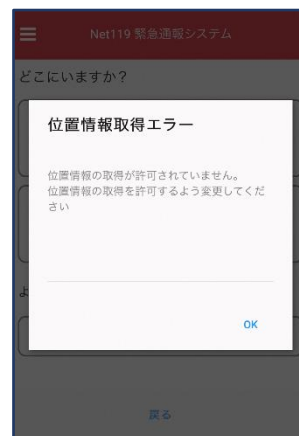 Net119 緊急通報システム
どこにいますか？
位置情報取得エラー
位置情報の取得が許可されていません。
位置情報の取得を許可するよう変更してくだ
さい
よ
OK
戻る